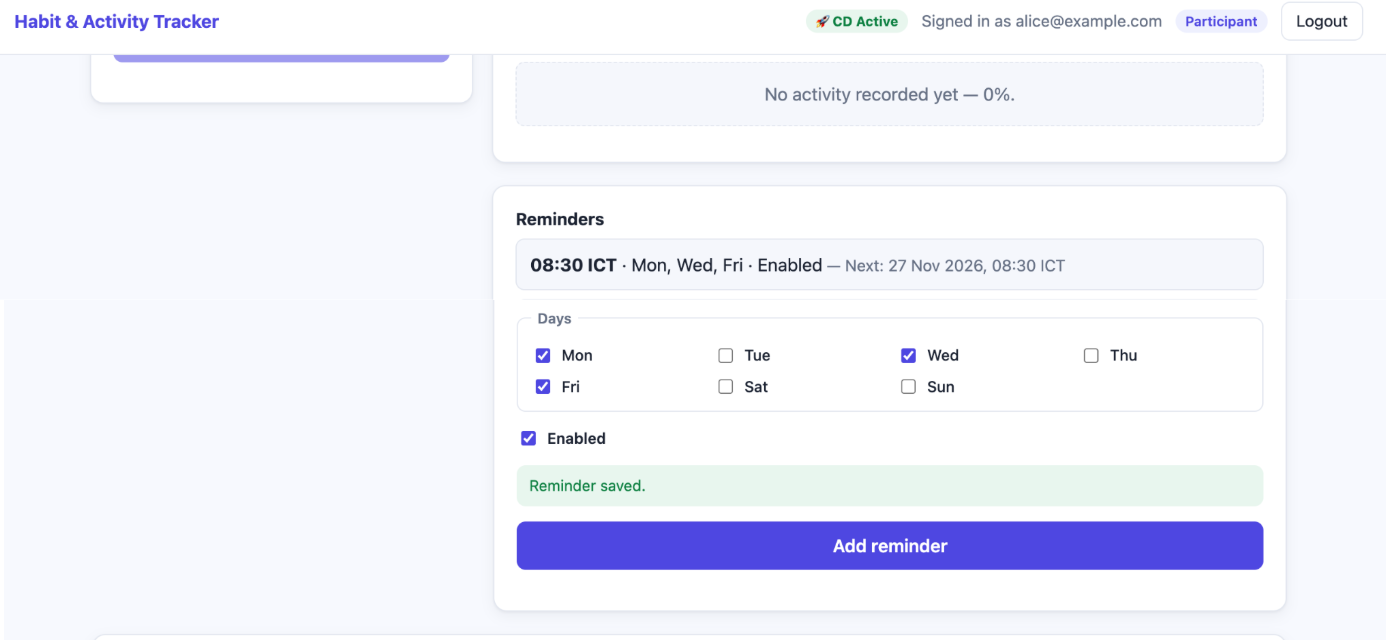 Habit & Activity Tracker
🚀 CD Active
Signed in as alice@example.com
Participant
Logout
No activity recorded yet — 0%.
Reminders
08:30 ICT · Mon, Wed, Fri · Enabled — Next: 27 Nov 2026, 08:30 ICT
Days
Mon
Tue
Wed
Thu
Fri
Sat
Sun
Enabled
Reminder saved.
Add reminder